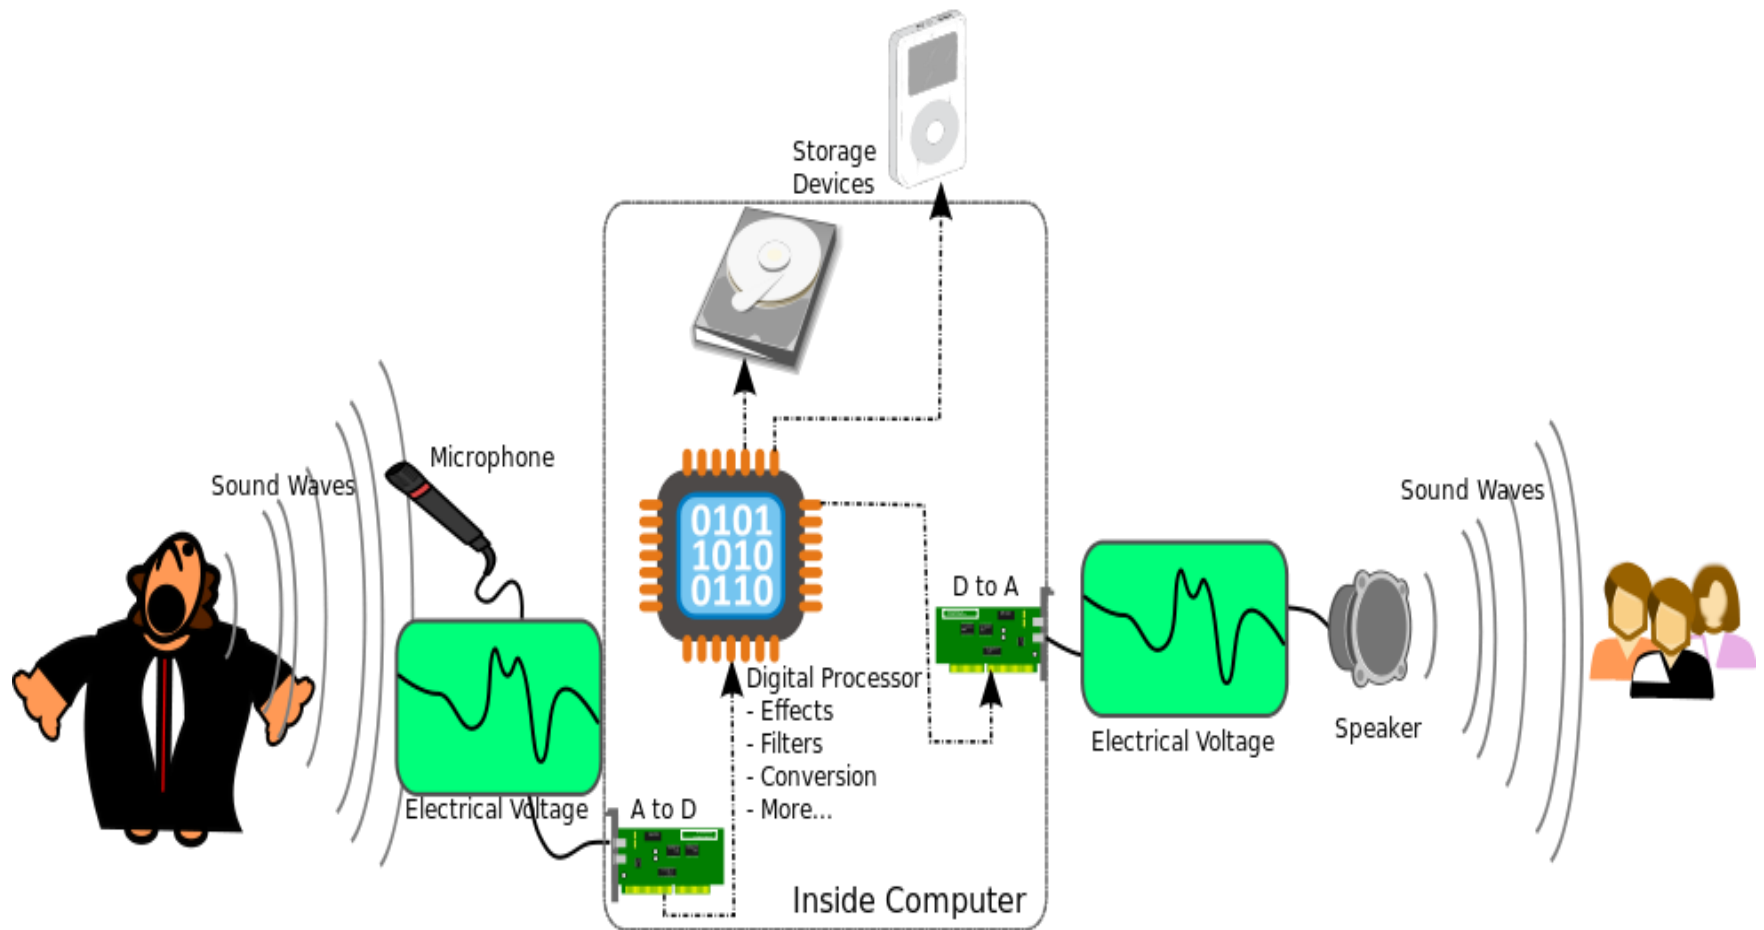 Storage
Devices
Microphone
Sound Waves
Sound Waves
0101
1010
0110
D to A
Digital Processor
- Effects
- Filters
- Conversion
- More...
Electrical Voltage
Speaker
Electrical Voltage
A to D
Inside Computer